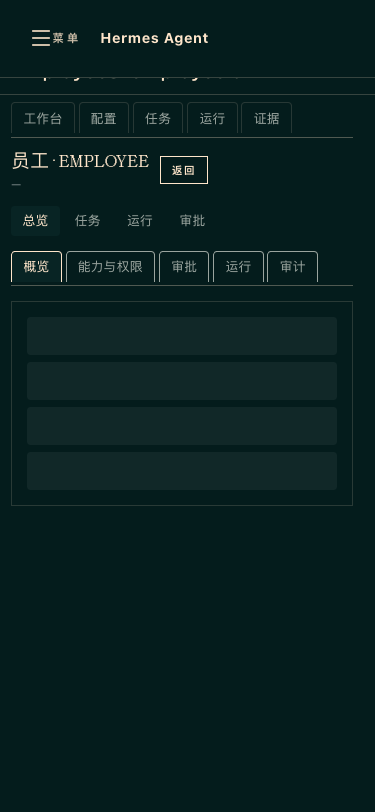 菜单 Hermes Agent
工作台 配置 任务 运行 证据
员工 · EMPLOYEE 返回
—
总览 任务 运行 审批
概览 能力与权限 审批 运行 审计